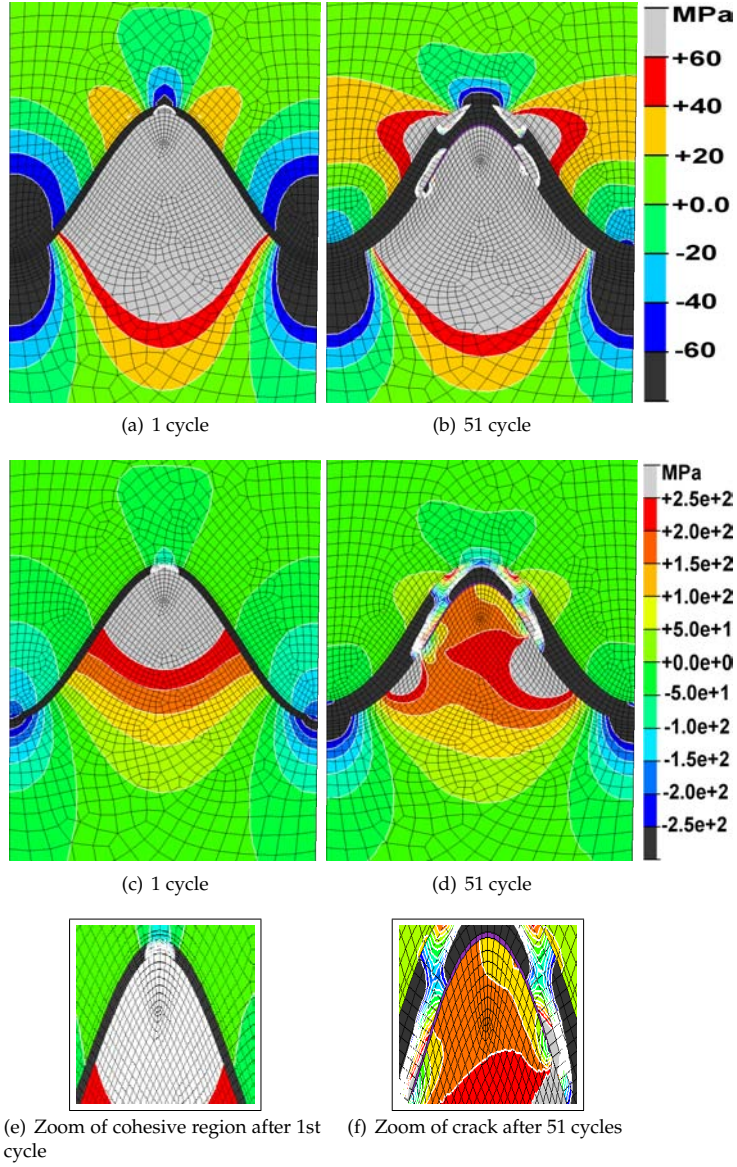 MPa
+60
+40
+20
+0.0
-20
-40
-60
(a) 1 cycle
(b) 51 cycle
MPa
+2.5e+2
+2.0e+2
+1.5e+2
+1.0e+2
+5.0e+1
+0.0e+0
-5.0e+1
-1.0e+2
-1.5e+2
-2.0e+2
-2.5e+2
(c) 1 cycle
(d) 51 cycle
(e) Zoom of cohesive region after 1st
cycle
(f) Zoom of crack after 51 cycles